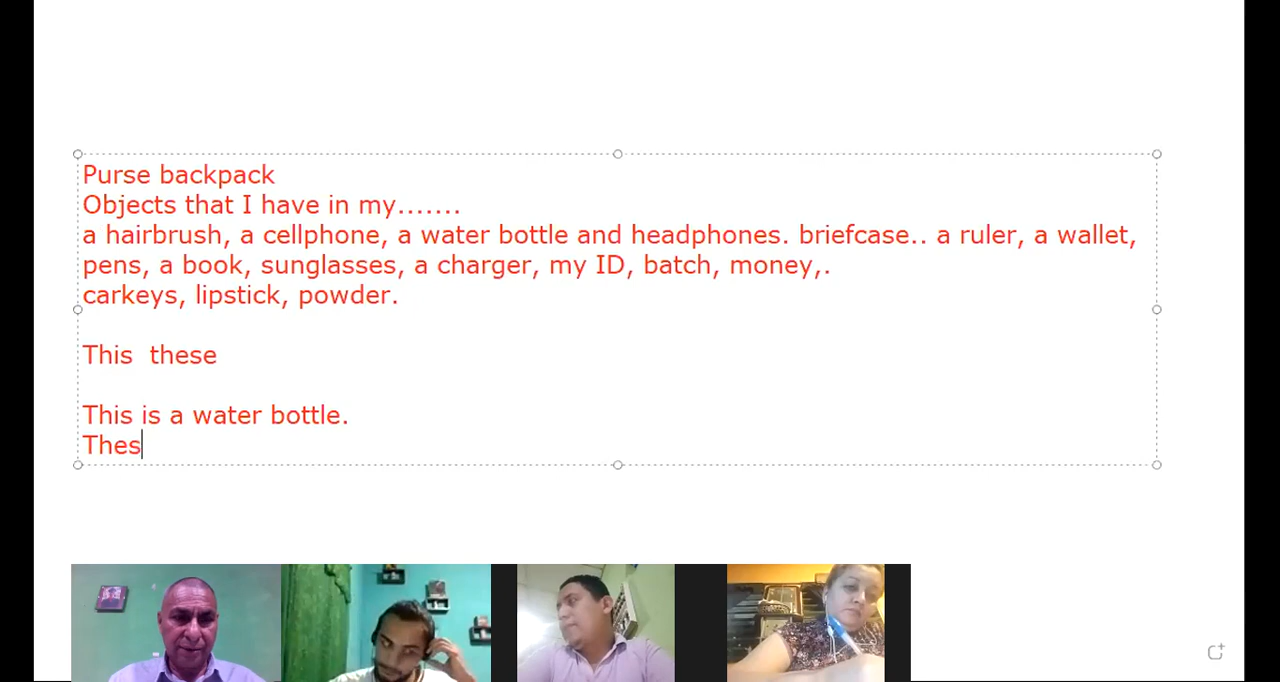 Purse backpack
Objects that I have in my.......
a hairbrush, a cellphone, a water bottle and headphones. briefcase.. a ruler, a wallet,
pens, a book, sunglasses, a charger, my ID, batch, money,.
carkeys, lipstick, powder.
This  these
This is a water bottle.
Thes